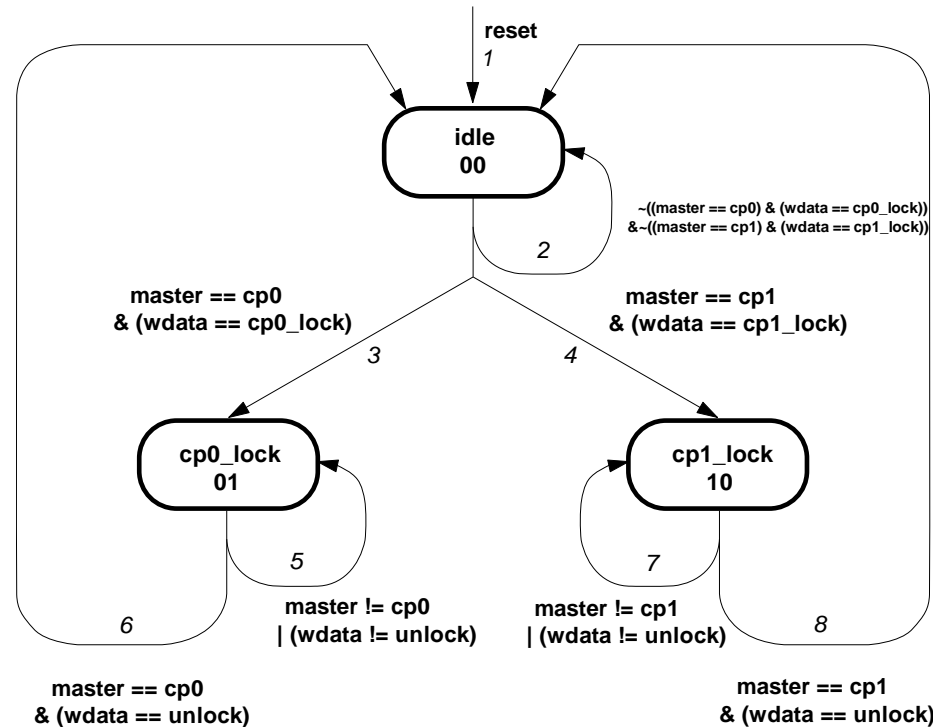 reset
1
idle
00
~((master == cp0) & (wdata == cp0_lock))
&~((master == cp1) & (wdata == cp1_lock))
2
master == cp0
& (wdata == cp0_lock)
master == cp1
& (wdata == cp1_lock)
3
4
cp0_lock
01
cp1_lock
10
5
7
master != cp0
| (wdata != unlock)
master != cp1
| (wdata != unlock)
6
8
master == cp0
& (wdata == unlock)
master == cp1
& (wdata == unlock)